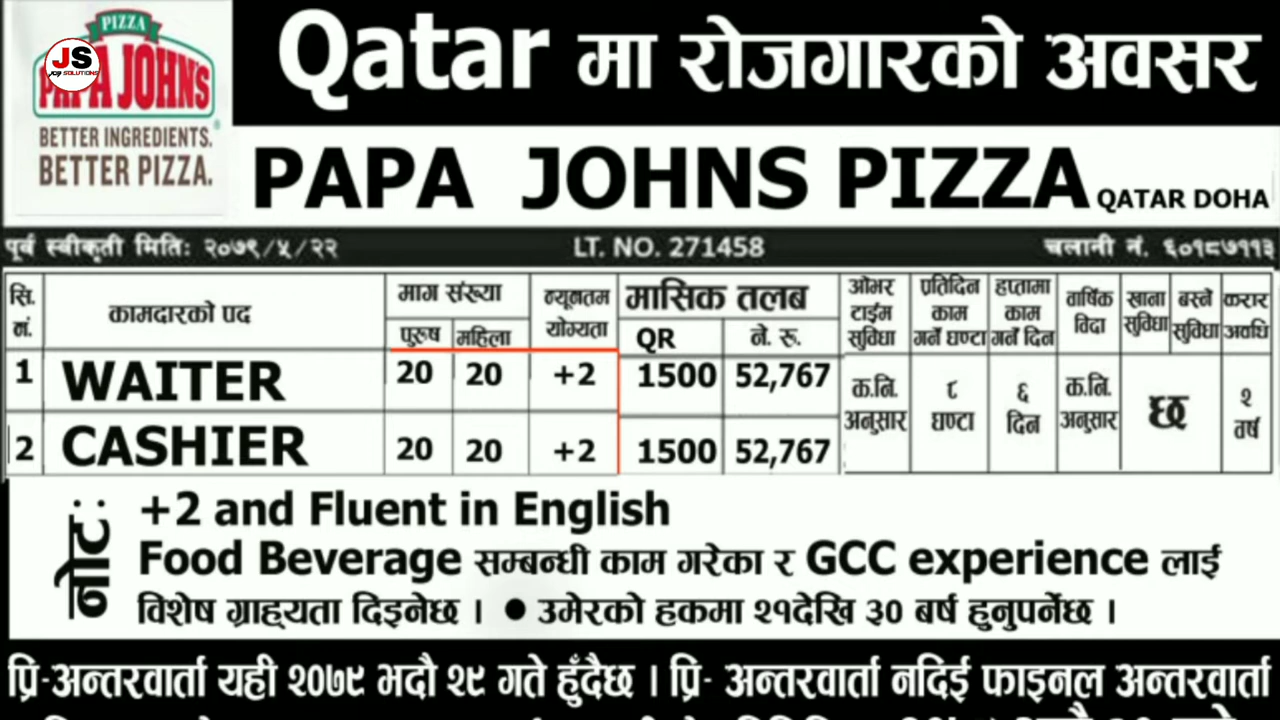 PIZZA
PAPA JOHNS
JS
JOB SOLUTIONS
BETTER INGREDIENTS.
BETTER PIZZA.
Qatar मा रोजगारको अवसर
PAPA JOHNS PIZZA QATAR DOHA
पूर्व स्वीकृती मितिः २०७९/५/२२ LT. NO. 271458 चलानी नं. ६०१८७११३
सि. नं. कामदारको पद माग संख्या पुरुष महिला न्यूनतम योग्यता मासिक तलब QR ने. रु. ओभर टाईम सुविधा प्रतिदिन काम गर्ने घण्टा हप्तामा काम गर्ने दिन वार्षिक विदा खाना सुविधा बस्ने सुविधा करार अवधि
1 WAITER 20 20 +2 1500 52,767 क.नि. अनुसार ८ घण्टा ६ दिन क.नि. अनुसार छ २ वर्ष
2 CASHIER 20 20 +2 1500 52,767
नोटः
+2 and Fluent in English
Food Beverage सम्बन्धी काम गरेका र GCC experience लाई
विशेष ग्राह्यता दिइनेछ । ● उमेरको हकमा २१देखि ३० बर्ष हुनुपर्नेछ ।
प्रि-अन्तरवार्ता यही २०७९ भदौ २९ गते हुँदैछ । प्रि- अन्तरवार्ता नदिई फाइनल अन्तरवार्ता